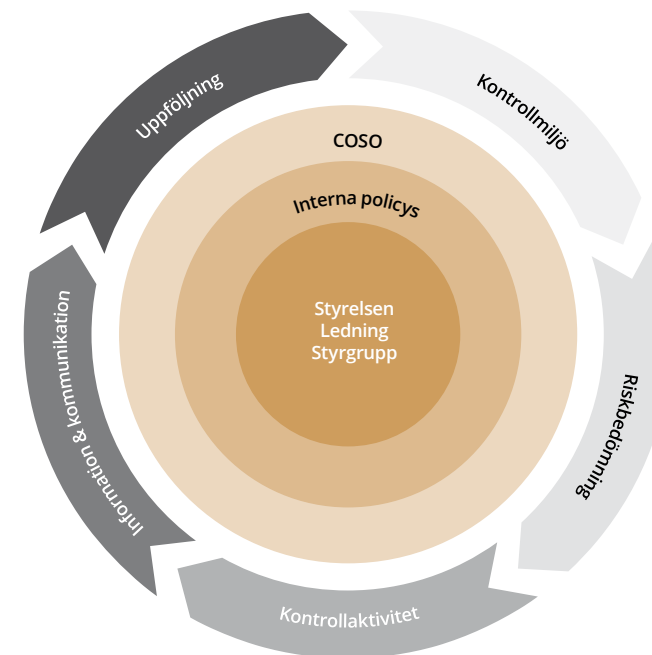 Uppföljning
Kontrollmiljö
COSO
Interna policys
Styrelsen
Ledning
Styrgrupp
Information & kommunikation
Riskbedömning
Kontrollaktivitet